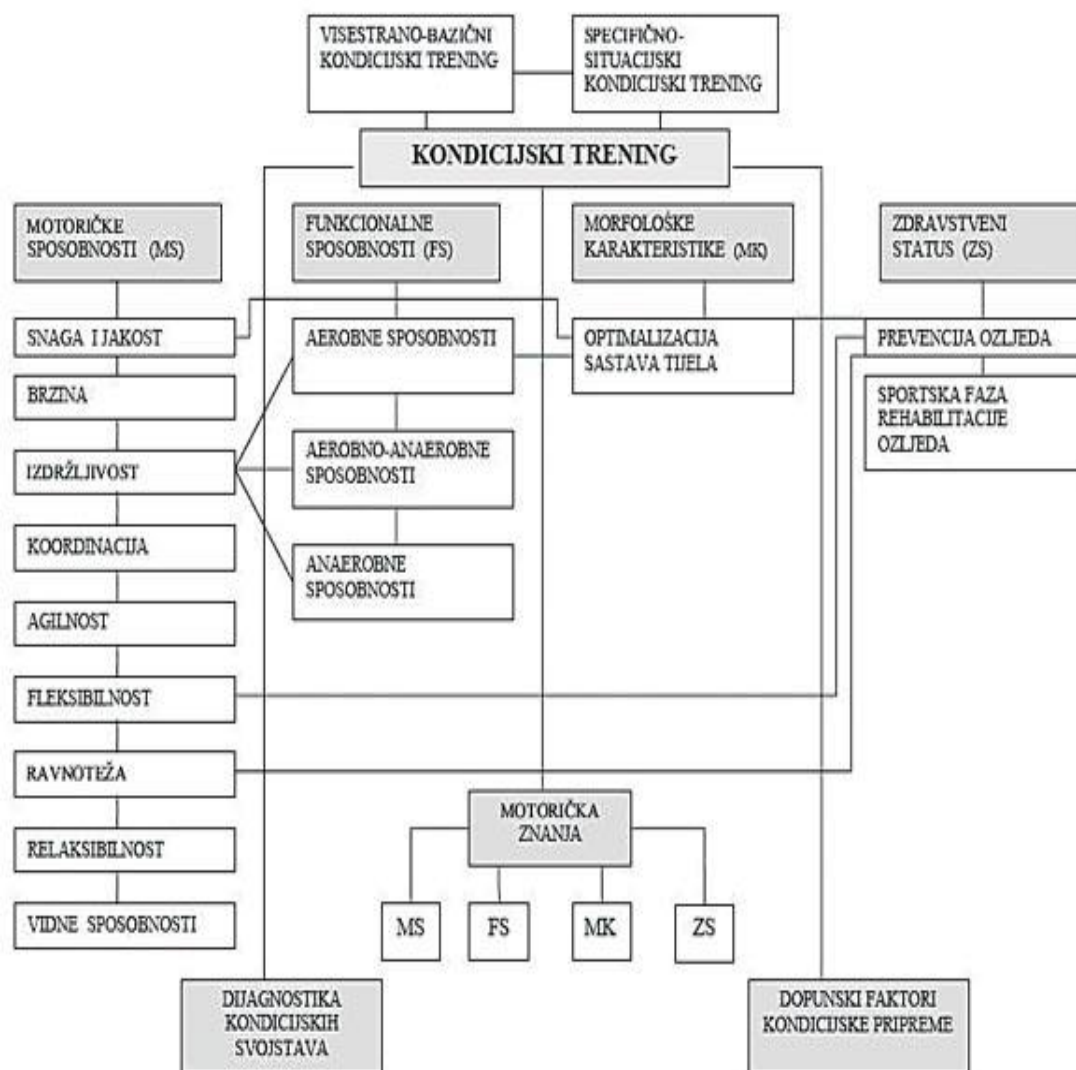 VISESTRANO-BAZIČNI
KONDICIJSKI TRENING
SPECIFIČNO-
SITUACIJSKI
KONDICIJSKI TRENING
KONDICIJSKI TRENING
MOTORIČKE
SPOSOBNOSTI (MS)
FUNKCIONALNE
SPOSOBNOSTI (FS)
MORFOLOŠKE
KARAKTERISTIKE (MK)
ZDRAVSTVENI
STATUS (ZS)
SNAGA I JAKOST
BRZINA
IZDRŽLJIVOST
KOORDINACIJA
AGILNOST
FLEKSIBILNOST
RAVNOTEŽA
RELAKSIBILNOST
VIDNE SPOSOBNOSTI
AEROBNE SPOSOBNOSTI
AEROBNO-ANAEROBNE
SPOSOBNOSTI
ANAEROBNE
SPOSOBNOSTI
OPTIMALIZACIJA
SASTAVA TIJELA
PREVENCIJA OZLJEDA
SPORTSKA FAZA
REHABILITACIJE
OZLJEDA
MOTORIČKA
ZNANJA
MS
FS
MK
ZS
DIJAGNOSTIKA
KONDICIJSKIH
SVOJSTAVA
DOPUNSKI FAKTORI
KONDICIJSKE PRIPREME